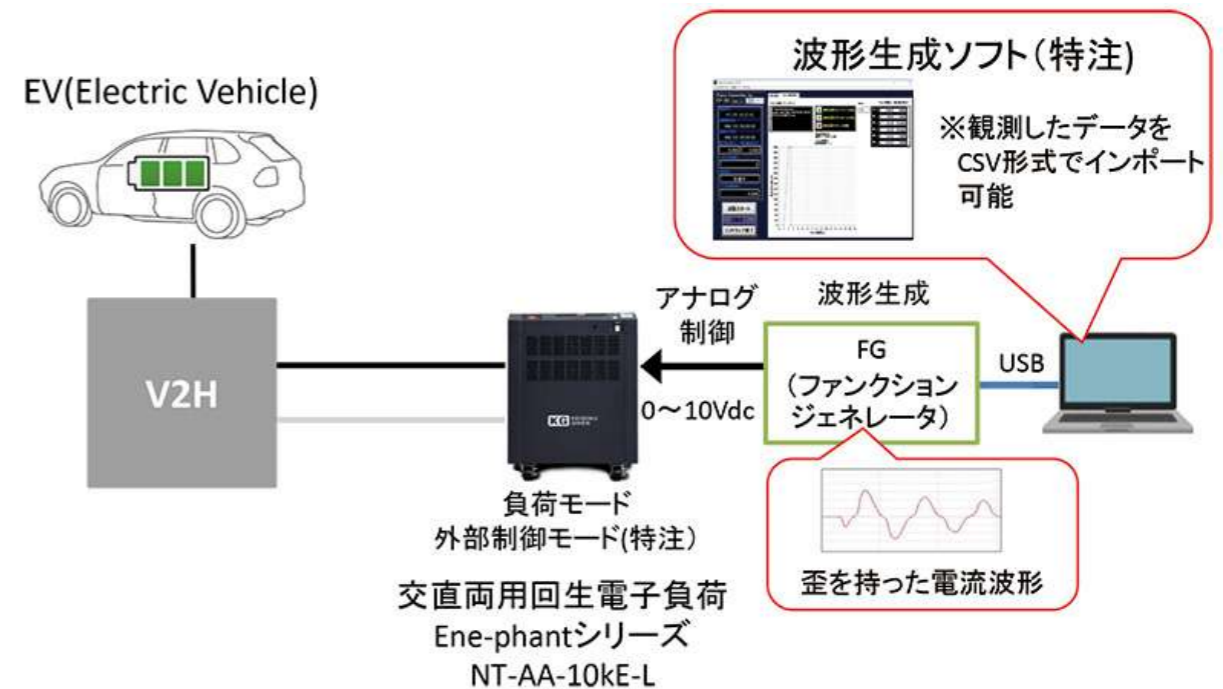 波形生成ソフト（特注)
※観測したデータを
CSV形式でインポート
可能
EV(Electric Vehicle)
V2H
アナログ
制御
0～10Vdc
波形生成
FG
（ファンクション
ジェネレータ）
USB
KG
負荷モード
外部制御モード(特注）
交直両用回生電子負荷
Ene-phantシリーズ
NT-AA-10kE-L
歪を持った電流波形